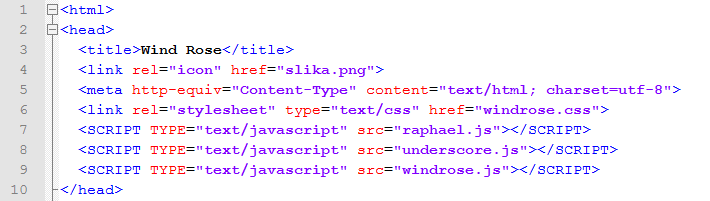 1 <html>
2 <head>
3 <title>Wind Rose</title>
4 <link rel="icon" href="slika.png">
5 <meta http-equiv="Content-Type" content="text/html; charset=utf-8">
6 <link rel="stylesheet" type="text/css" href="windrose.css">
7 <SCRIPT TYPE="text/javascript" src="raphael.js"></SCRIPT>
8 <SCRIPT TYPE="text/javascript" src="underscore.js"></SCRIPT>
9 <SCRIPT TYPE="text/javascript" src="windrose.js"></SCRIPT>
10 </head>